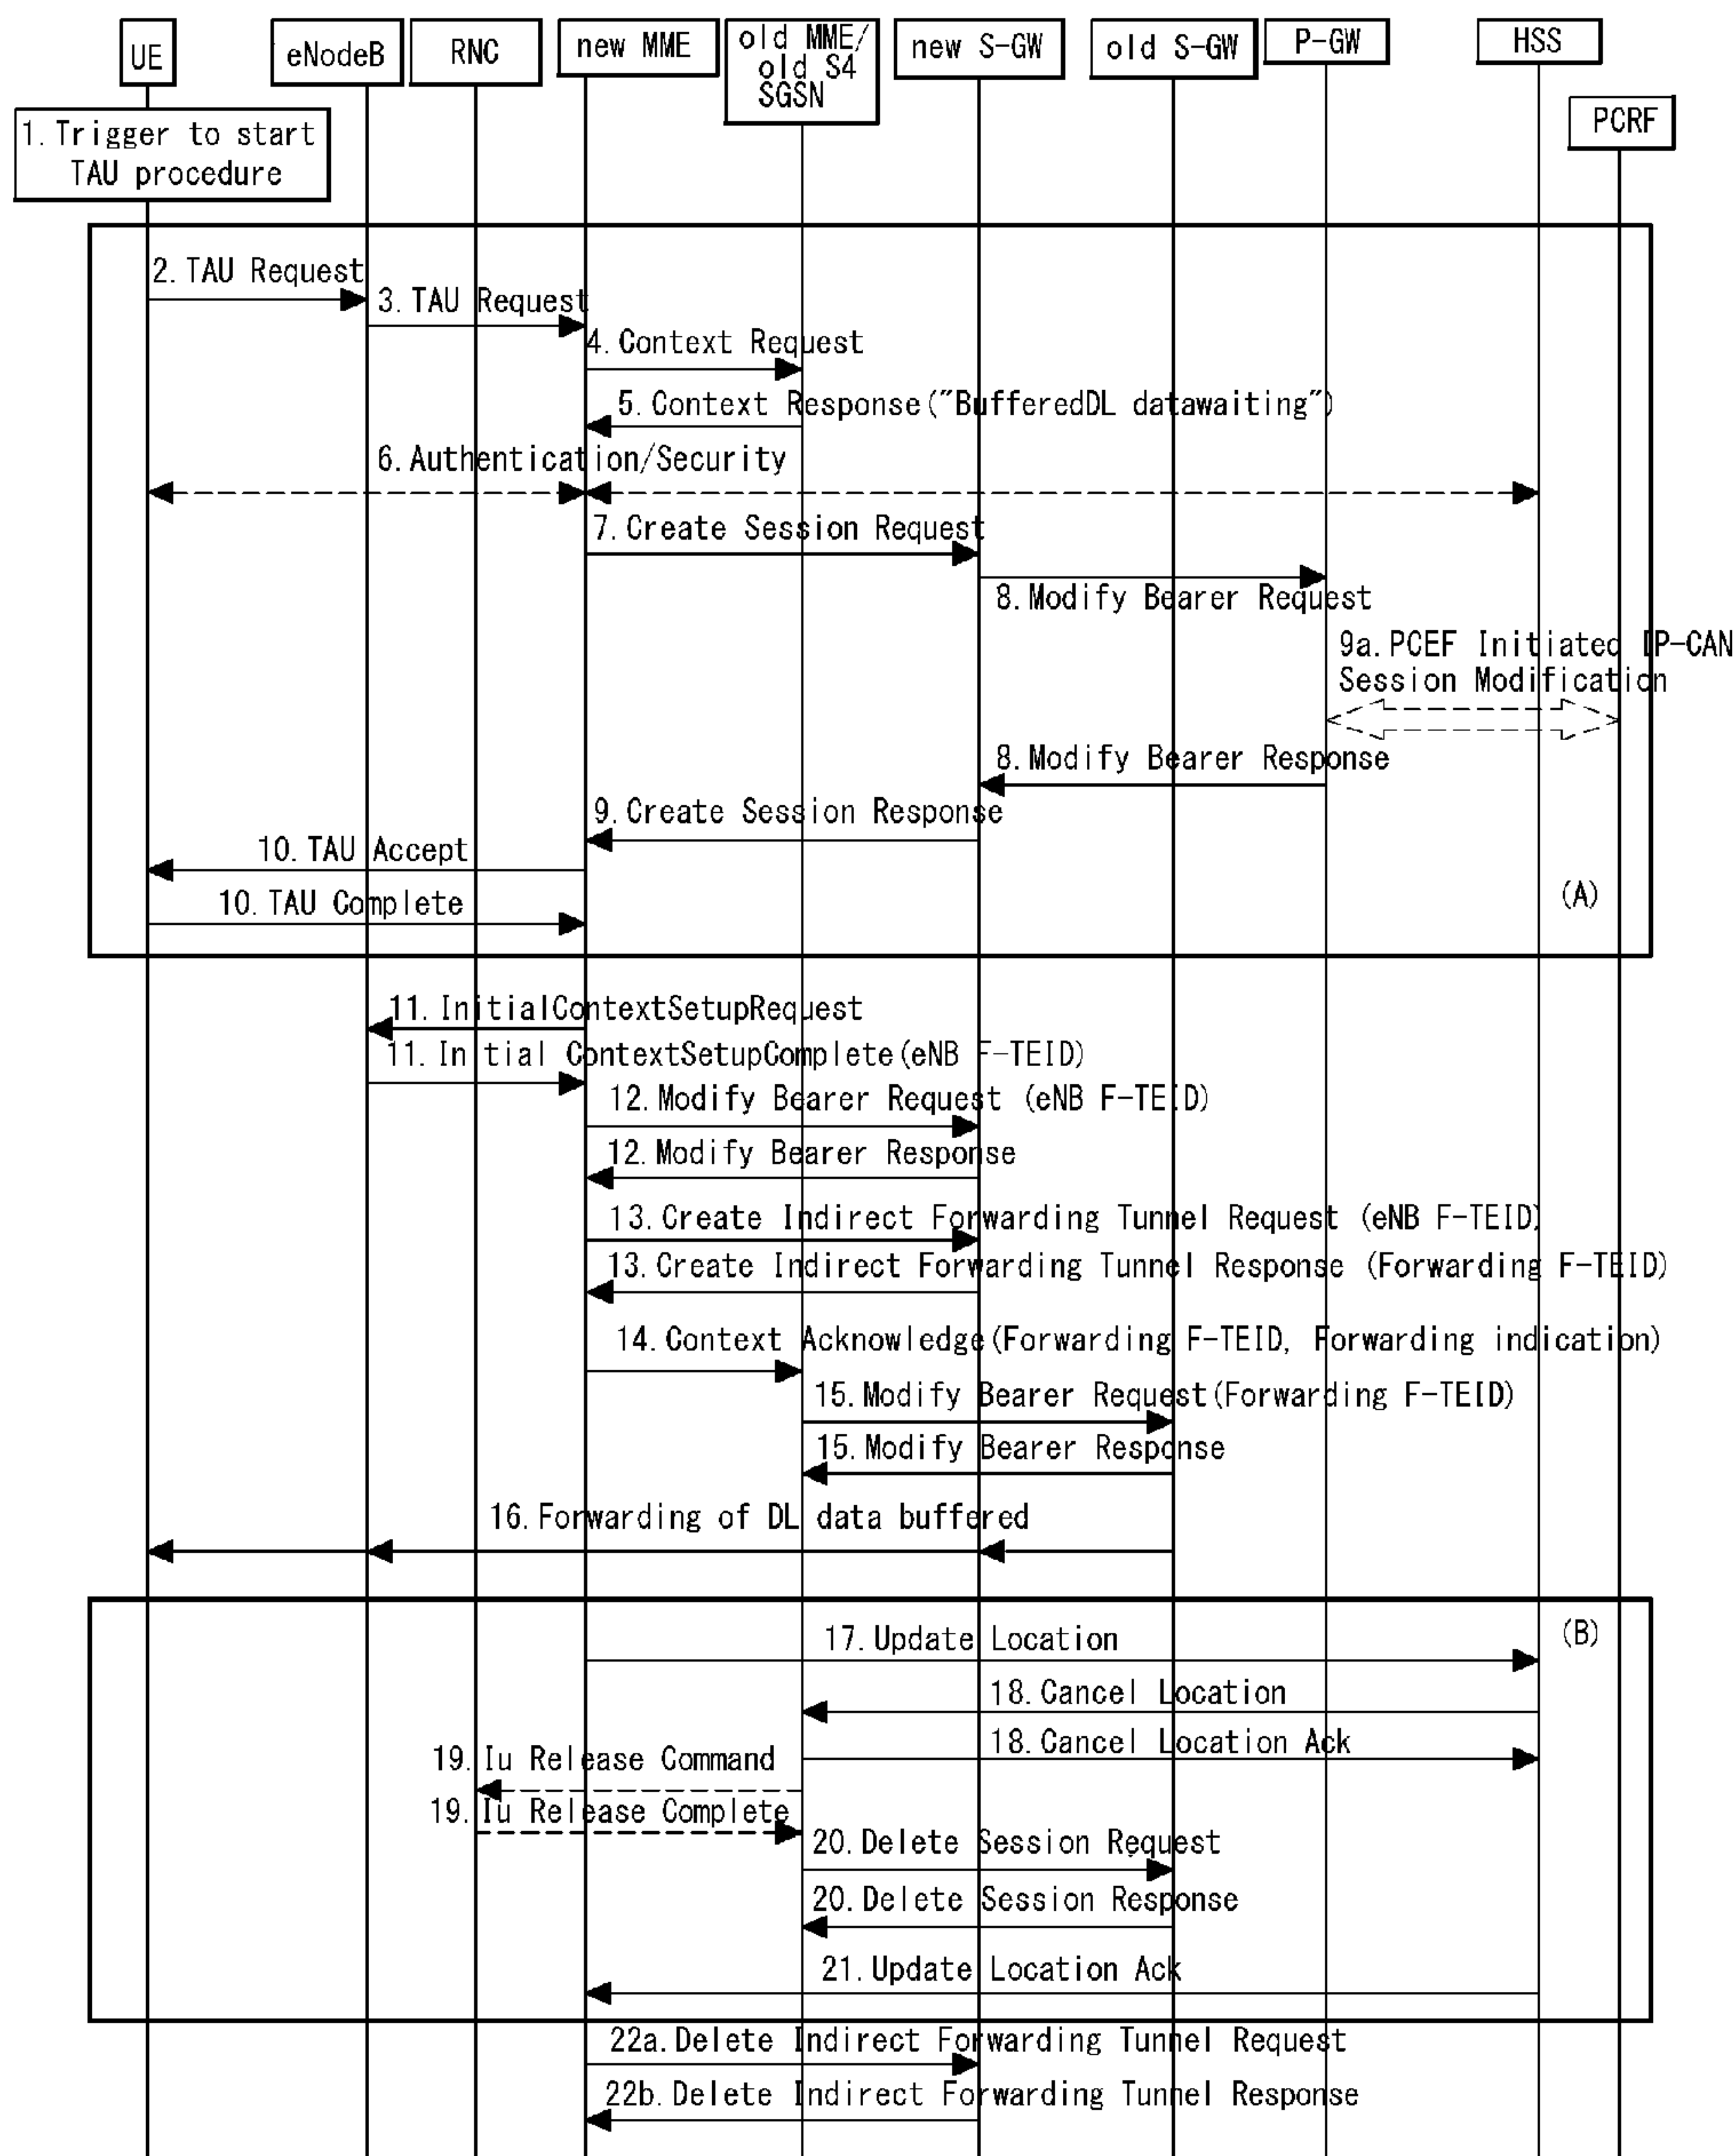 UE
eNodeB
RNC
new MME
old MME/
old S4
SGSN
new S-GW
old S-GW
P-GW
HSS
PCRF
1. Trigger to start
TAU procedure
2. TAU Request
3. TAU Request
4. Context Request
5. Context Response("BufferedDL datawaiting")
6. Authentication/Security
7. Create Session Request
8. Modify Bearer Request
9a. PCEF Initiated IP-CAN
Session Modification
8. Modify Bearer Response
9. Create Session Response
10. TAU Accept
10. TAU Complete
(A)
11. InitialContextSetupRequest
11. Initial ContextSetupComplete(eNB F-TEID)
12. Modify Bearer Request (eNB F-TEID)
12. Modify Bearer Response
13. Create Indirect Forwarding Tunnel Request (eNB F-TEID)
13. Create Indirect Forwarding Tunnel Response (Forwarding F-TEID)
14. Context Acknowledge(Forwarding F-TEID, Forwarding indication)
15. Modify Bearer Request(Forwarding F-TEID)
15. Modify Bearer Response
16. Forwarding of DL data buffered
(B)
17. Update Location
18. Cancel Location
18. Cancel Location Ack
19. Iu Release Command
19. Iu Release Complete
20. Delete Session Request
20. Delete Session Response
21. Update Location Ack
22a. Delete Indirect Forwarding Tunnel Request
22b. Delete Indirect Forwarding Tunnel Response